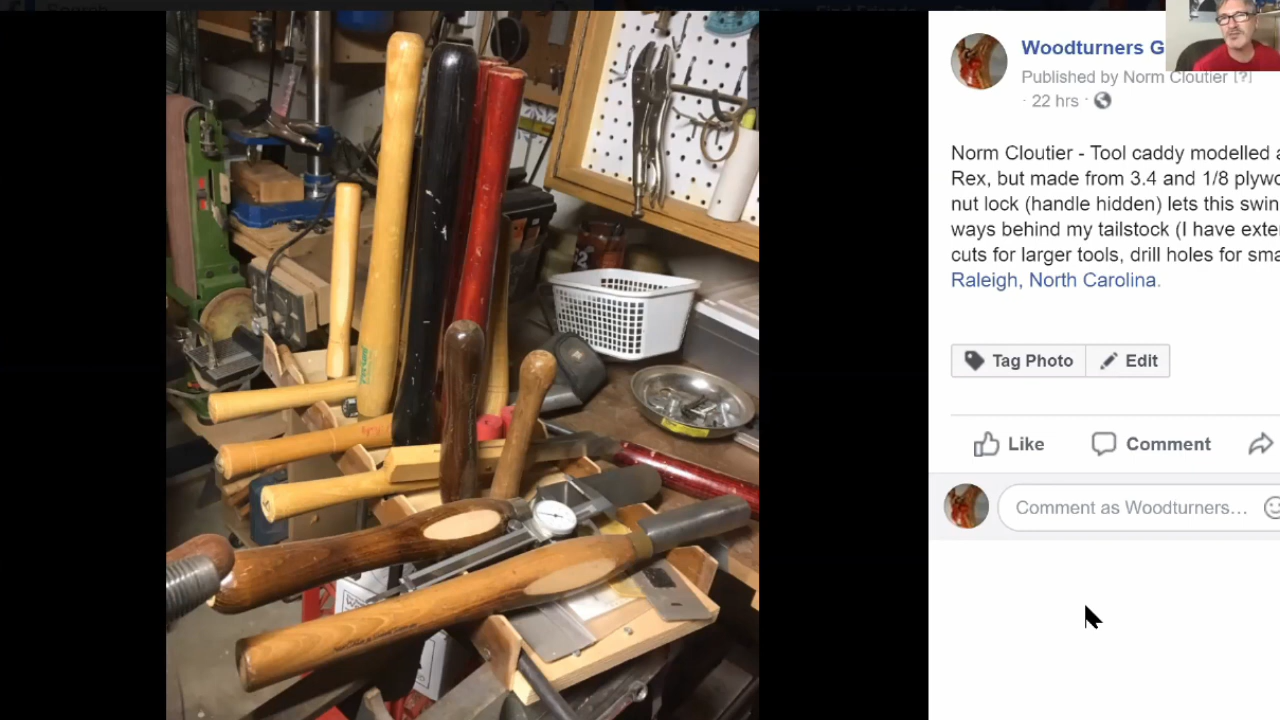 Woodturners G
Published by Norm Cloutier [?]
· 22 hrs ·
Norm Cloutier - Tool caddy modelled a
Rex, but made from 3.4 and 1/8 plywo
nut lock (handle hidden) lets this swin
ways behind my tailstock (I have exte
cuts for larger tools, drill holes for sma
Raleigh, North Carolina.
Tag Photo
Edit
Like
Comment
Comment as Woodturners...